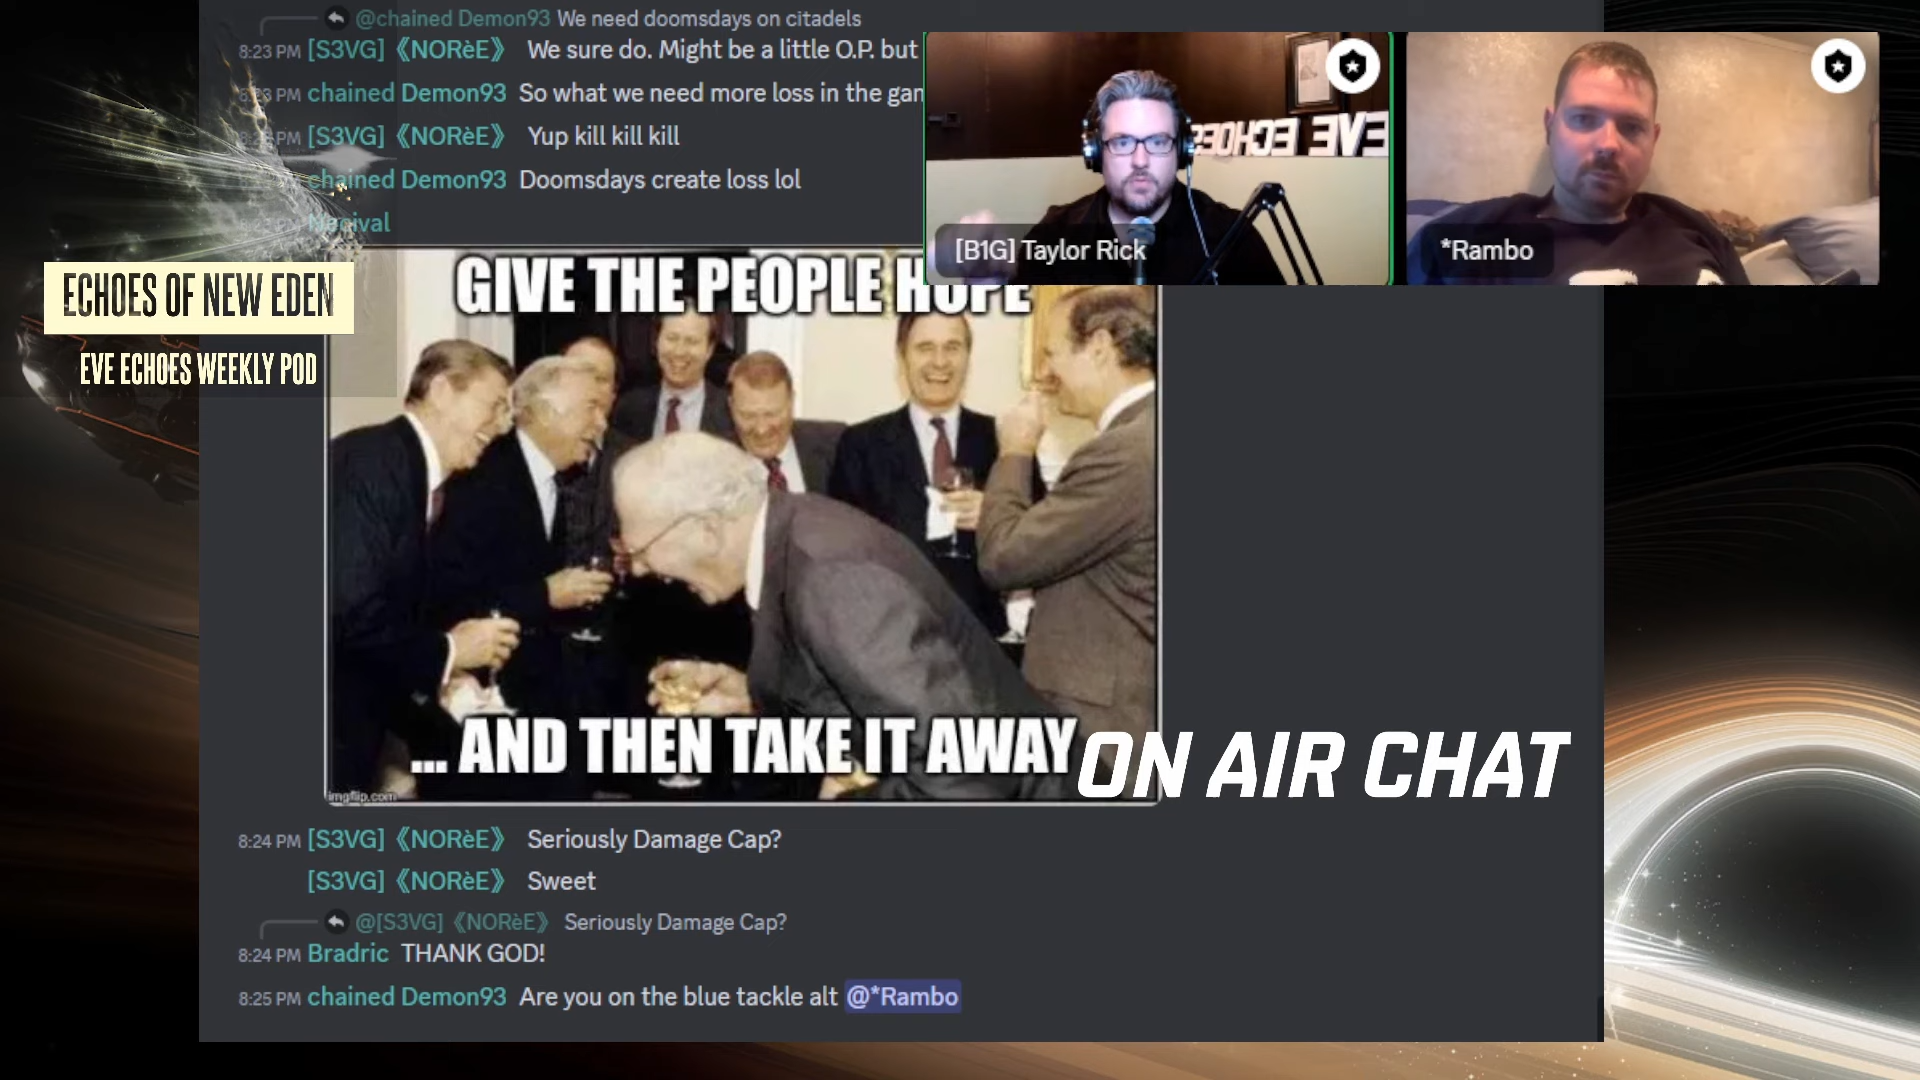 @chained Demon93 We need doomsdays on citadels
8:23 PM [S3VG]《NORèE》 We sure do. Might be a little O.P. but
PM chained Demon93 So what we need more loss in the gam
PM [S3VG]《NORèE》 Yup kill kill kill
chained Demon93 Doomsdays create loss lol
ECHOES OF NEW EDEN
EVE ECHOES WEEKLY POD
[B1G] Taylor Rick
EVE ECHOES
*Rambo
GIVE THE PEOPLE HOPE
... AND THEN TAKE IT AWAY
imgflip.com
ON AIR CHAT
8:24 PM [S3VG]《NORèE》 Seriously Damage Cap?
[S3VG]《NORèE》 Sweet
@[S3VG]《NORèE》 Seriously Damage Cap?
8:24 PM Bradric THANK GOD!
8:25 PM chained Demon93 Are you on the blue tackle alt @*Rambo